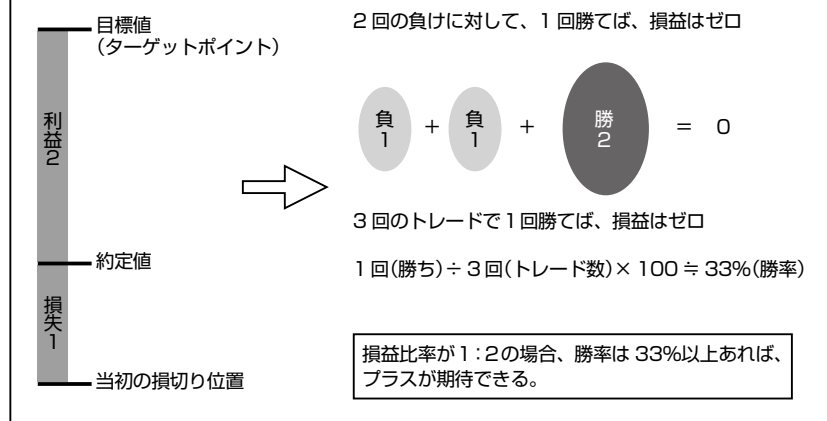 目標値
(ターゲットポイント)
利益2
約定値
損失1
当初の損切り位置
2回の負けに対して、1回勝てば、損益はゼロ
負1 + 負1 + 勝2 = 0
3回のトレードで1回勝てば、損益はゼロ
1回(勝ち)÷3回(トレード数)×100≒33%(勝率)
損益比率が1:2の場合、勝率は33%以上あれば、
プラスが期待できる。